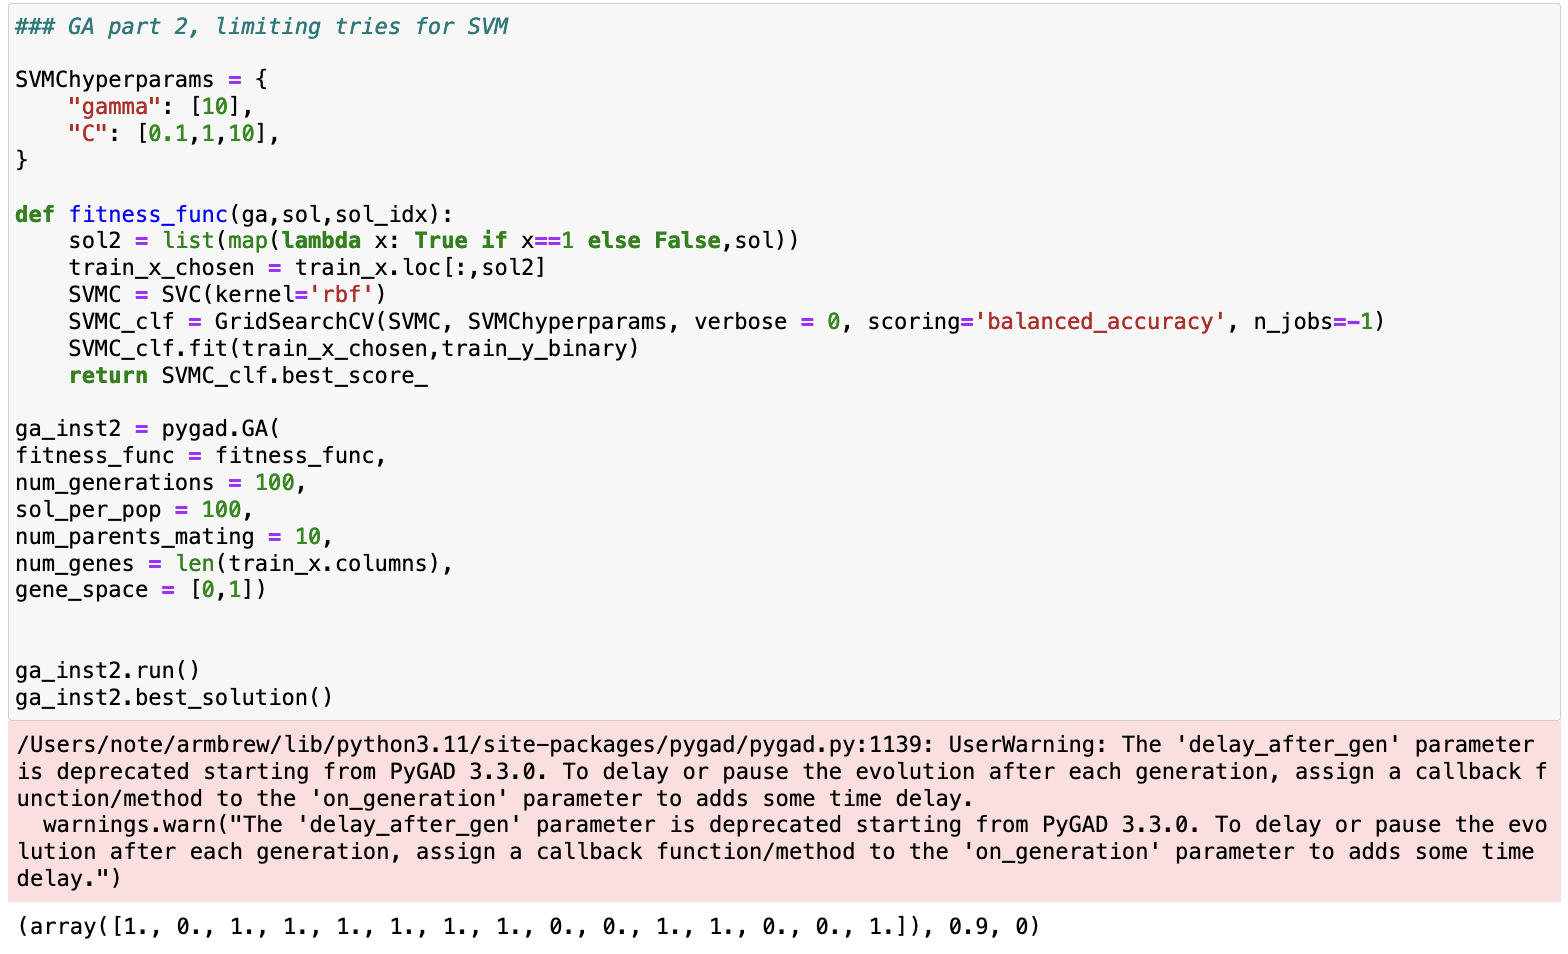 ### GA part 2, limiting tries for SVM
SVMChyperparams = {
    "gamma": [10],
    "C": [0.1,1,10],
}
def fitness_func(ga,sol,sol_idx):
    sol2 = list(map(lambda x: True if x==1 else False,sol))
    train_x_chosen = train_x.loc[:,sol2]
    SVMC = SVC(kernel='rbf')
    SVMC_clf = GridSearchCV(SVMC, SVMChyperparams, verbose = 0, scoring='balanced_accuracy', n_jobs=-1)
    SVMC_clf.fit(train_x_chosen,train_y_binary)
    return SVMC_clf.best_score_
ga_inst2 = pygad.GA(
fitness_func = fitness_func,
num_generations = 100,
sol_per_pop = 100,
num_parents_mating = 10,
num_genes = len(train_x.columns),
gene_space = [0,1])
ga_inst2.run()
ga_inst2.best_solution()
/Users/note/armbrew/lib/python3.11/site-packages/pygad/pygad.py:1139: UserWarning: The 'delay_after_gen' parameter
is deprecated starting from PyGAD 3.3.0. To delay or pause the evolution after each generation, assign a callback f
unction/method to the 'on_generation' parameter to adds some time delay.
  warnings.warn("The 'delay_after_gen' parameter is deprecated starting from PyGAD 3.3.0. To delay or pause the evo
lution after each generation, assign a callback function/method to the 'on_generation' parameter to adds some time
delay.")
(array([1., 0., 1., 1., 1., 1., 1., 1., 0., 0., 1., 1., 0., 0., 1.]), 0.9, 0)